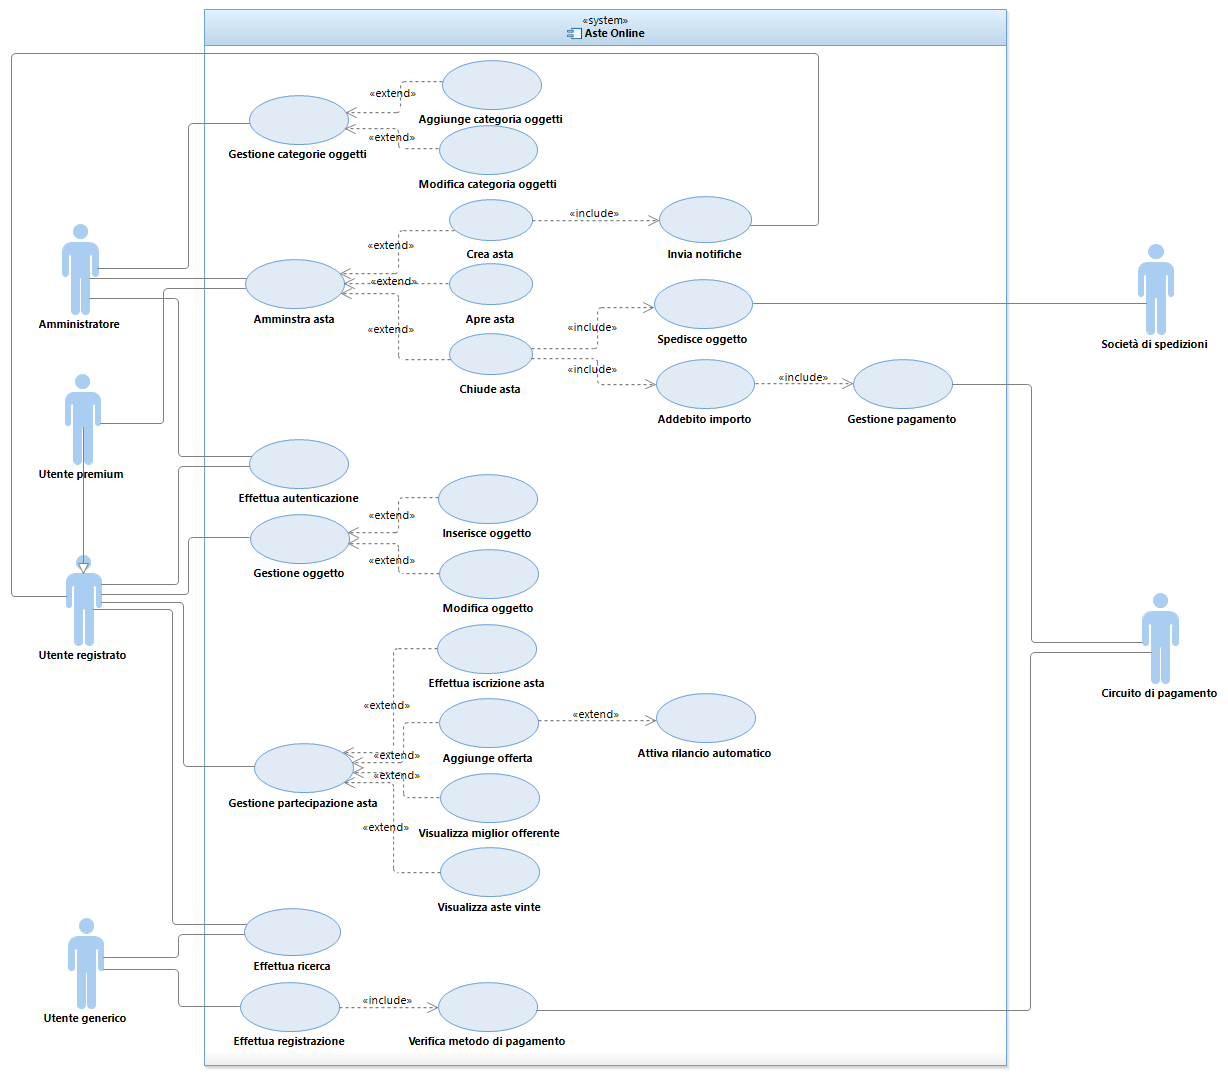 «system»
Aste Online
«extend»
Aggiunge categoria oggetti
«extend»
Gestione categorie oggetti
Modifica categoria oggetti
«include»
«extend»
Crea asta
Invia notifiche
«extend»
Amministratore
Amminstra asta
Apre asta
«extend»
«include»
Spedisce oggetto
Società di spedizioni
«include»
«include»
Chiude asta
Addebito importo
Gestione pagamento
Utente premium
Effettua autenticazione
«extend»
Inserisce oggetto
«extend»
Gestione oggetto
Modifica oggetto
Utente registrato
Effettua iscrizione asta
Circuito di pagamento
«extend»
«extend»
«extend»
Aggiunge offerta
Attiva rilancio automatico
«extend»
Gestione partecipazione asta
«extend»
Visualizza miglior offerente
Visualizza aste vinte
Effettua ricerca
«include»
Utente generico
Effettua registrazione
Verifica metodo di pagamento